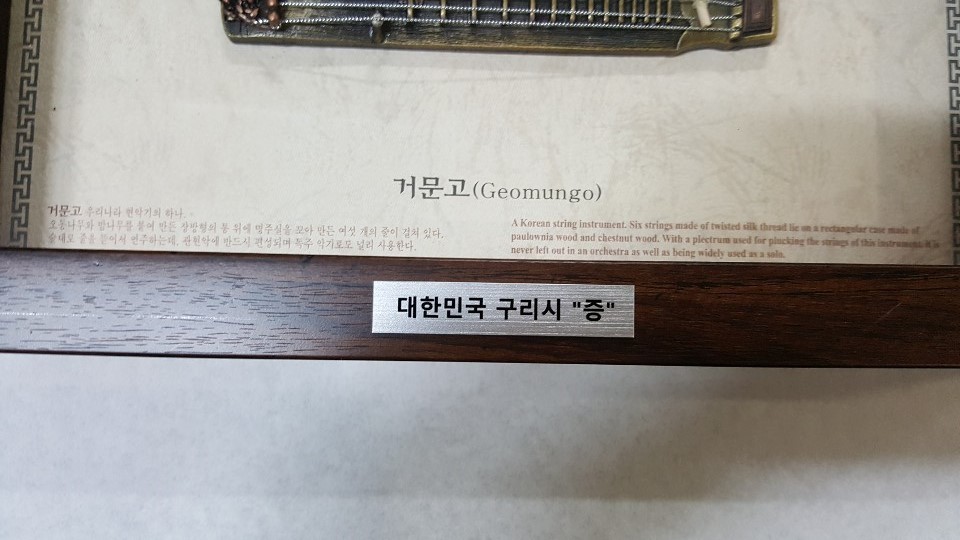 거문고(Geomungo)
거문고 우리나라 현악기의 하나.
오동나무와 밤나무를 붙여 만든 장방형의 통 위에 명주실을 꼬아 만든 여섯 개의 줄이 걸쳐 있다.
술대로 줄을 뜯어서 연주하는데, 관현악에 반드시 편성되며 독주 악기로도 널리 사용한다.
A Korean string instrument. Six strings made of twisted silk thread lie on a rectangular case made of
paulownia wood and chestnut wood. With a plectrum used for plucking the strings of this instrument, it is
never left out in an orchestra as well as being widely used as a solo.
대한민국 구리시 "증"